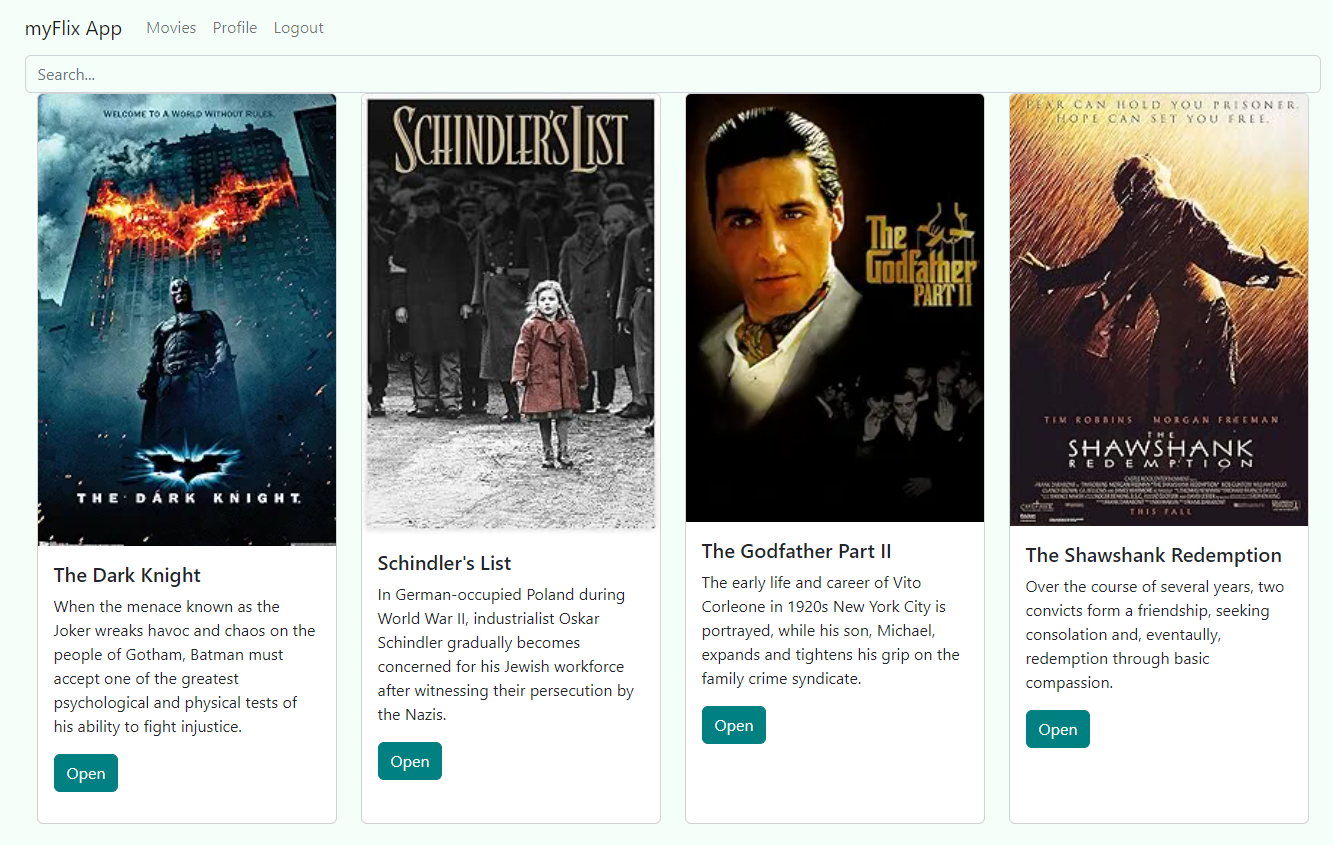 myFlix App Movies Profile Logout
Search...
WELCOME TO A WORLD WITHOUT RULES.
THE DARK KNIGHT
The Dark Knight
When the menace known as the
Joker wreaks havoc and chaos on the
people of Gotham, Batman must
accept one of the greatest
psychological and physical tests of
his ability to fight injustice.
Open
SCHINDLER'S LIST
Schindler's List
In German-occupied Poland during
World War II, industrialist Oskar
Schindler gradually becomes
concerned for his Jewish workforce
after witnessing their persecution by
the Nazis.
Open
The
Godfather
PART II
The Godfather Part II
The early life and career of Vito
Corleone in 1920s New York City is
portrayed, while his son, Michael,
expands and tightens his grip on the
family crime syndicate.
Open
FEAR CAN HOLD YOU PRISONER.
HOPE CAN SET YOU FREE.
TIM ROBBINS MORGAN FREEMAN
THE
SHAWSHANK
REDEMPTION
THIS FALL
The Shawshank Redemption
Over the course of several years, two
convicts form a friendship, seeking
consolation and, eventaully,
redemption through basic
compassion.
Open